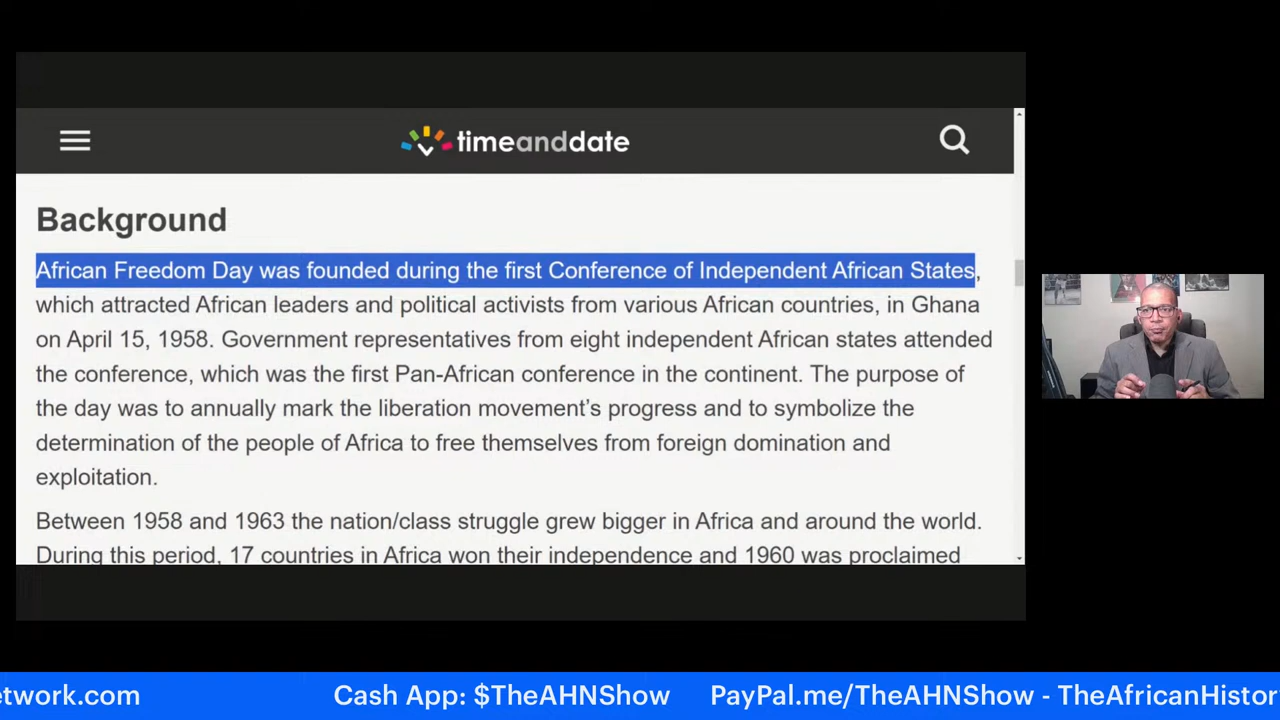 timeanddate
Background
African Freedom Day was founded during the first Conference of Independent African States,
which attracted African leaders and political activists from various African countries, in Ghana
on April 15, 1958. Government representatives from eight independent African states attended
the conference, which was the first Pan-African conference in the continent. The purpose of
the day was to annually mark the liberation movement’s progress and to symbolize the
determination of the people of Africa to free themselves from foreign domination and
exploitation.
Between 1958 and 1963 the nation/class struggle grew bigger in Africa and around the world.
During this period, 17 countries in Africa won their independence and 1960 was proclaimed
etwork.com Cash App: $TheAHNShow PayPal.me/TheAHNShow - TheAfricanHistor